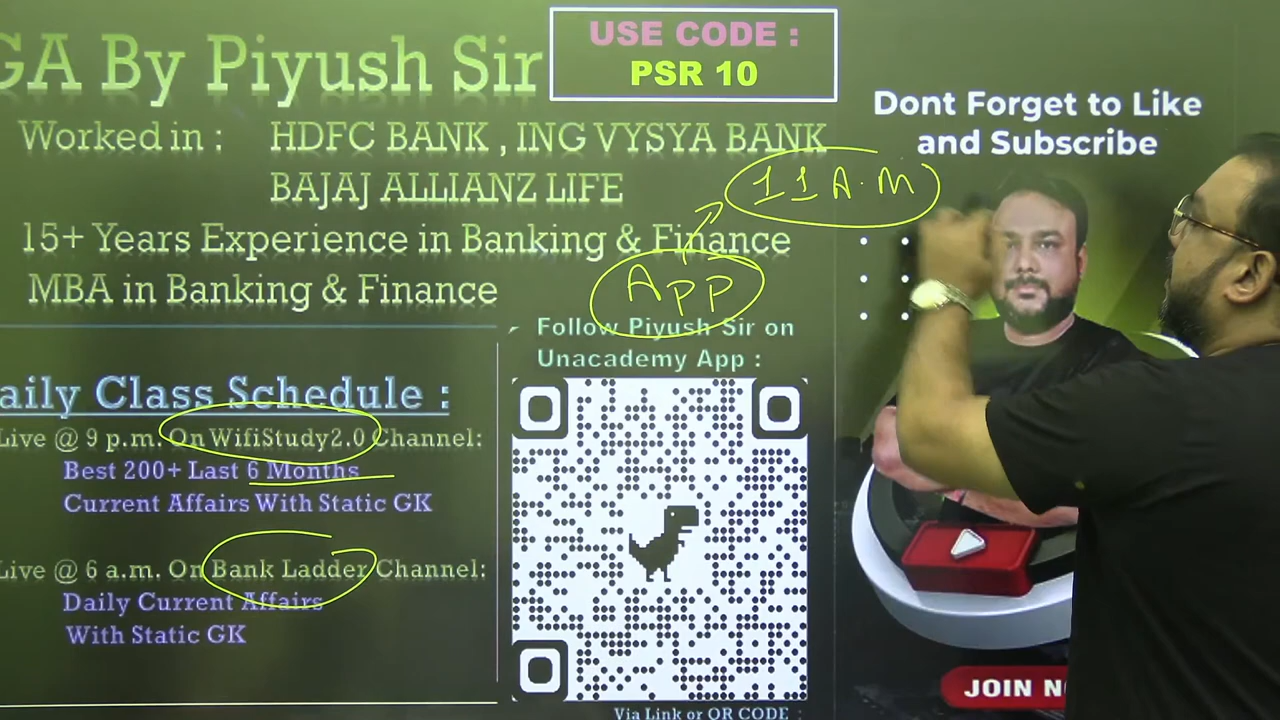 GA By Piyush Sir
USE CODE :
PSR 10
Worked in : HDFC BANK , ING VYSYA BANK
BAJAJ ALLIANZ LIFE
15+ Years Experience in Banking & Finance
MBA in Banking & Finance
11 A.M
App
Dont Forget to Like
and Subscribe
Follow Piyush Sir on
Unacademy App :
aily Class Schedule :
Live @ 9 p.m. On WifiStudy2.0 Channel:
Best 200+ Last 6 Months
Current Affairs With Static GK
Live @ 6 a.m. On Bank Ladder Channel:
Daily Current Affairs
With Static GK
Via Link or QR CODE :
JOIN